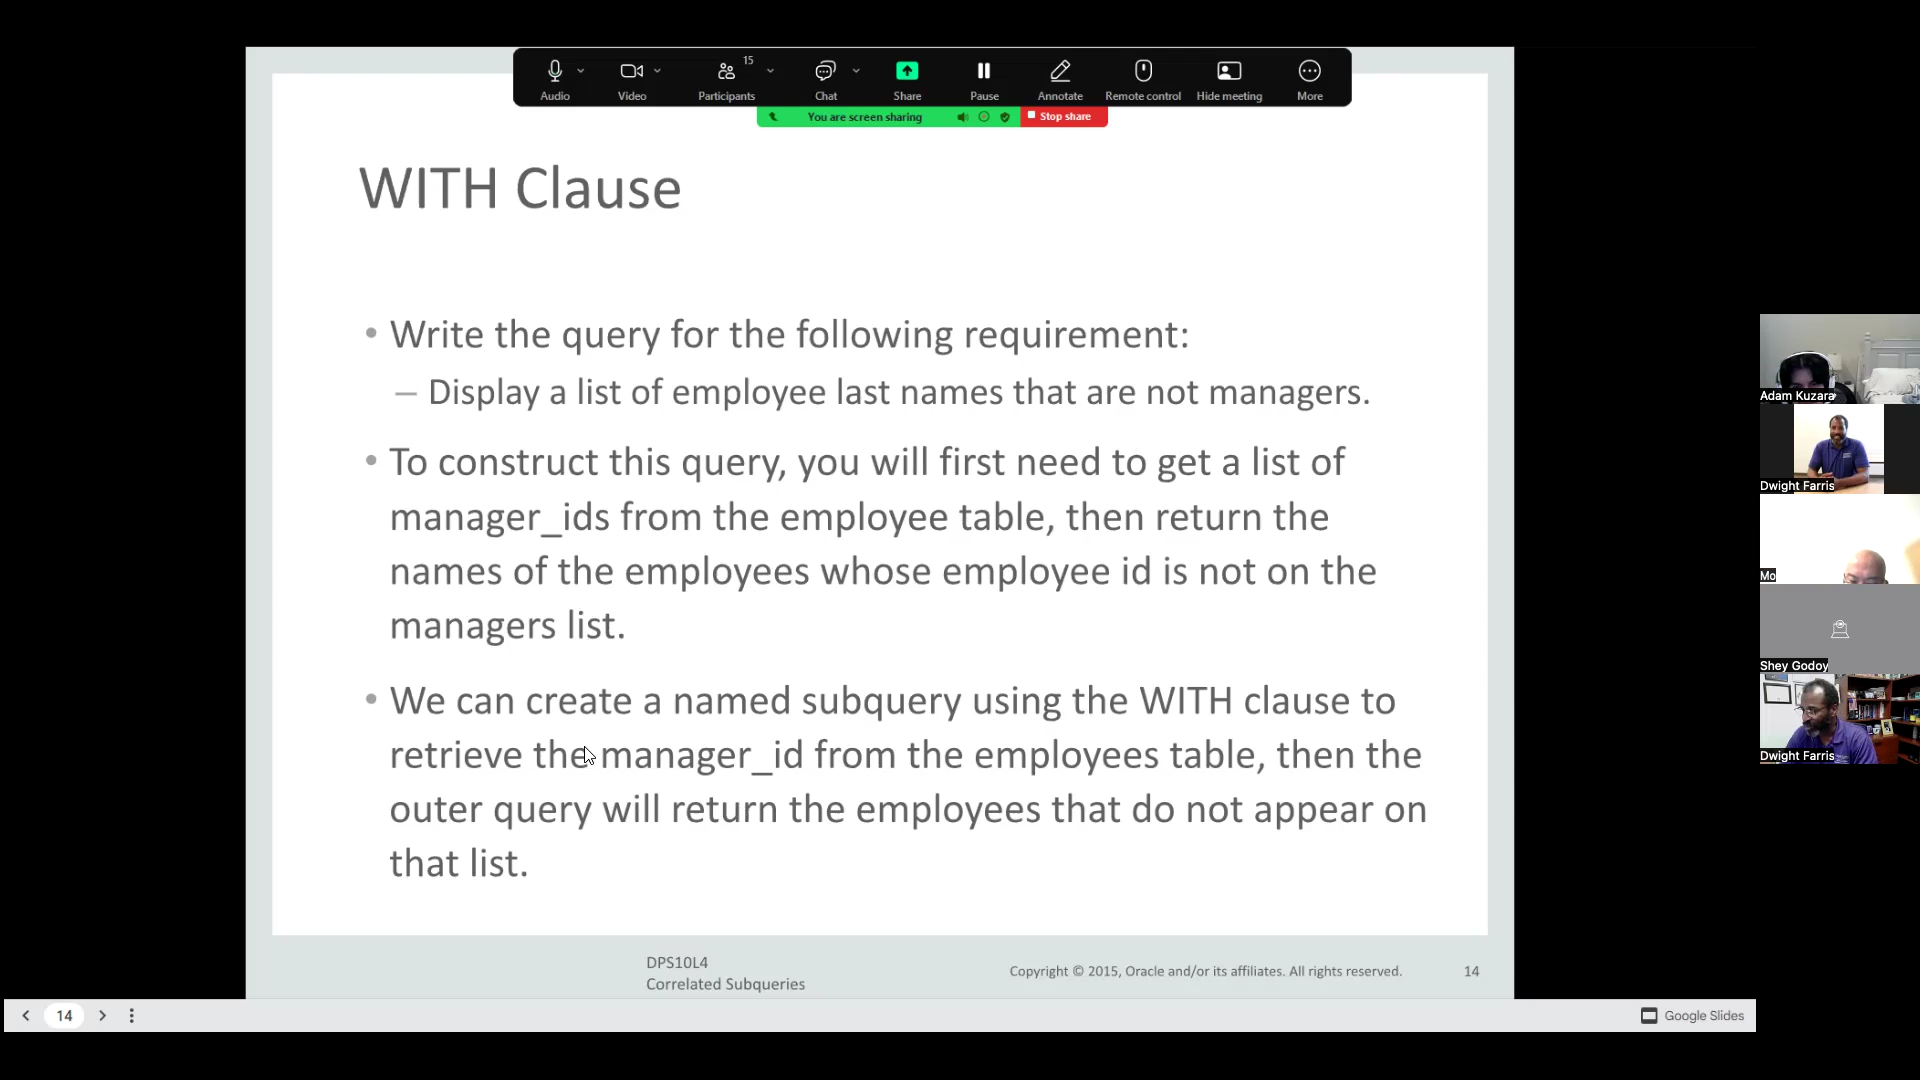 15
Audio
Video
Participants
Chat
Share
Pause
Annotate
Remote control
Hide meeting
More
You are screen sharing
Stop share
WITH Clause
• Write the query for the following requirement:
– Display a list of employee last names that are not managers.
• To construct this query, you will first need to get a list of
manager_ids from the employee table, then return the
names of the employees whose employee id is not on the
managers list.
• We can create a named subquery using the WITH clause to
retrieve the manager_id from the employees table, then the
outer query will return the employees that do not appear on
that list.
DPS10L4
Correlated Subqueries
Copyright © 2015, Oracle and/or its affiliates. All rights reserved.
14
Adam Kuzara
Dwight Farris
Mo
Shey Godoy
Dwight Farris
14
Google Slides